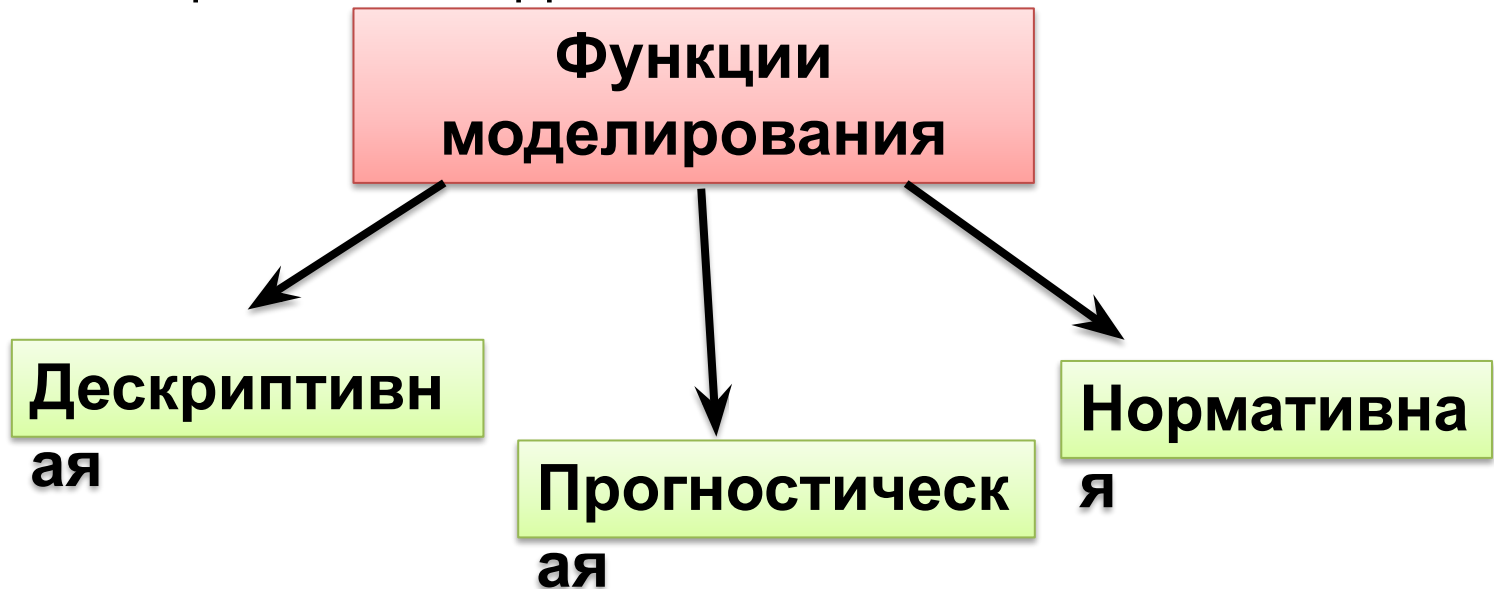 Функции
моделирования
Дескриптивн
ая
Прогностическ
ая
Нормативна
я